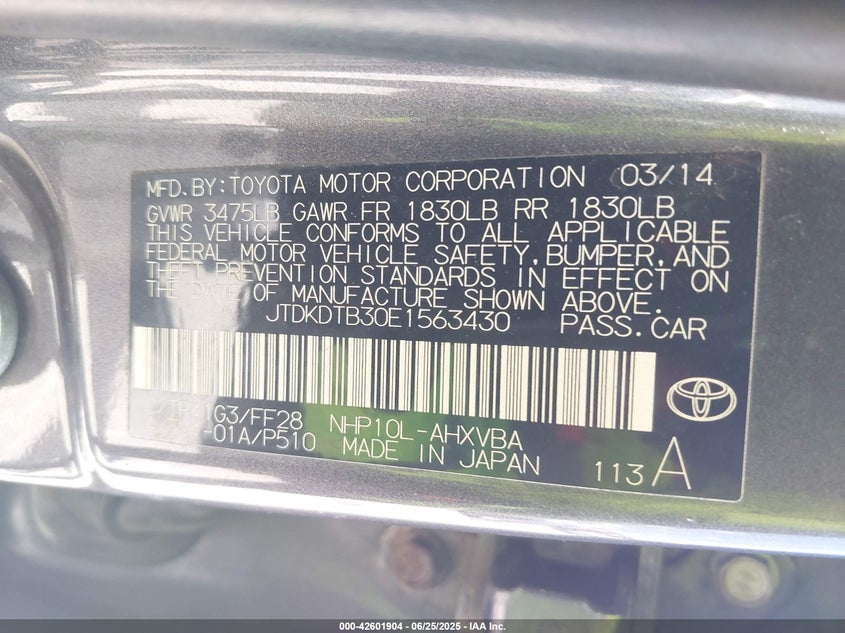 MFD.BY:TOYOTA MOTOR CORPORATION 03/14
GVWR 3475LB GAWR FR 1830LB RR 1830LB
THIS VEHICLE CONFORMS TO ALL APPLICABLE
FEDERAL MOTOR VEHICLE SAFETY,BUMPER,AND
THEFT PREVENTION STANDARDS IN EFFECT ON
THE DATE OF MANUFACTURE SHOWN ABOVE.
JTDKDTB30E1563430 PASS.CAR
1G3/FF28 NHP10L-AHXVBA
-01A/P510 MADE IN JAPAN
113A
000-42601904 - 06/25/2025 - IAA Inc.